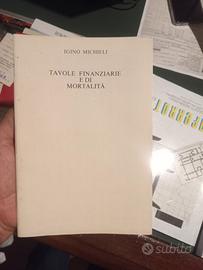 IGINO MICHIELI
TAVOLE FINANZIARIE
E DI
MORTALITÀ
subito